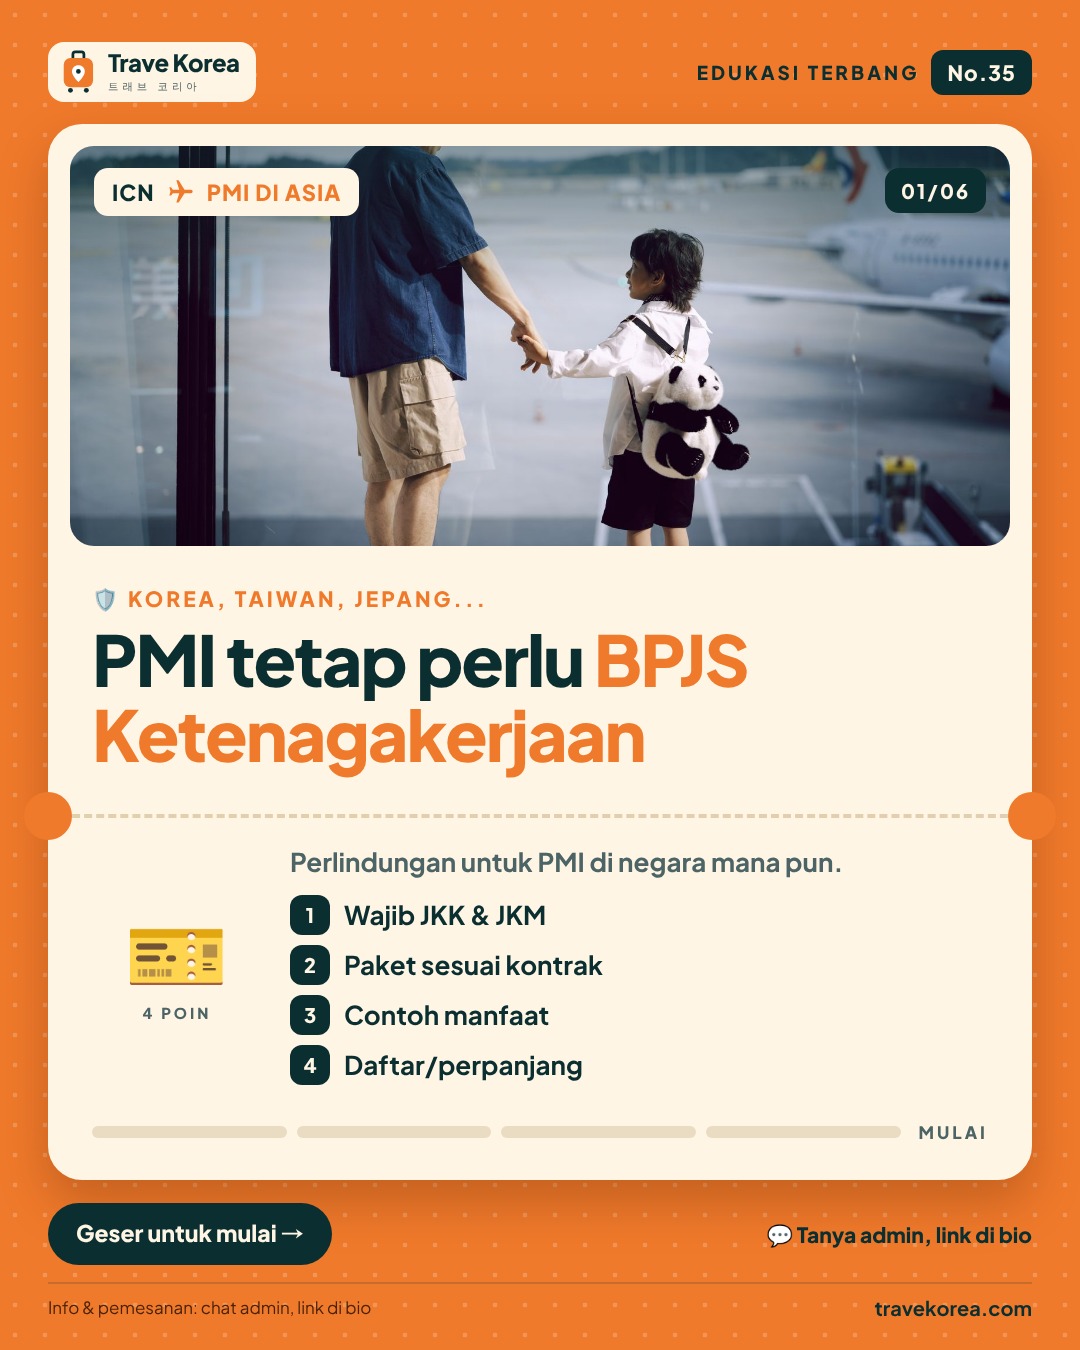 Trave Korea
트래브 코리아
EDUKASI TERBANG
No.35
ICN ✈ PMI DI ASIA
01/06
🛡️ KOREA, TAIWAN, JEPANG...
PMI tetap perlu BPJS
Ketenagakerjaan
Perlindungan untuk PMI di negara mana pun.
1 Wajib JKK & JKM
2 Paket sesuai kontrak
3 Contoh manfaat
4 Daftar/perpanjang
4 POIN
MULAI
Geser untuk mulai →
💬 Tanya admin, link di bio
Info & pemesanan: chat admin, link di bio
travekorea.com